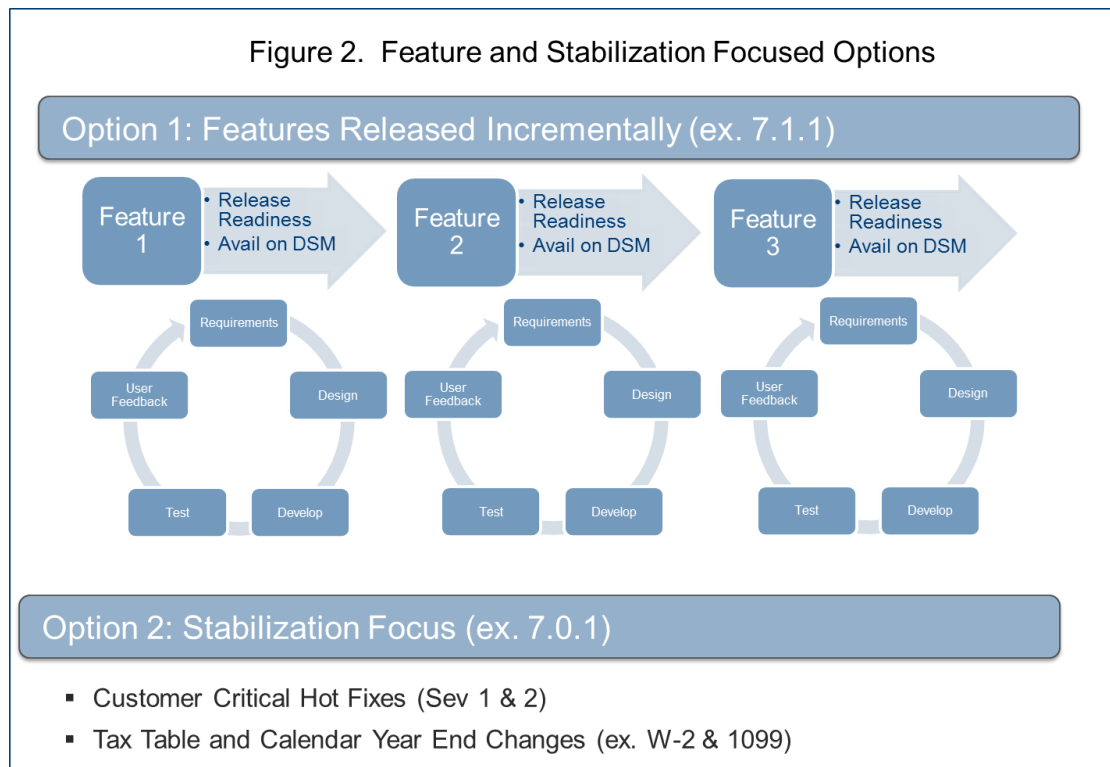 Figure 2.  Feature and Stabilization Focused Options
Option 1: Features Released Incrementally (ex. 7.1.1)
Feature
1
• Release
Readiness
• Avail on DSM
Feature
2
• Release
Readiness
• Avail on DSM
Feature
3
• Release
Readiness
• Avail on DSM
Requirements
Design
Develop
Test
User
Feedback
Requirements
Design
Develop
Test
User
Feedback
Requirements
Design
Develop
Test
User
Feedback
Option 2: Stabilization Focus (ex. 7.0.1)
▪ Customer Critical Hot Fixes (Sev 1 & 2)
▪ Tax Table and Calendar Year End Changes (ex. W-2 & 1099)